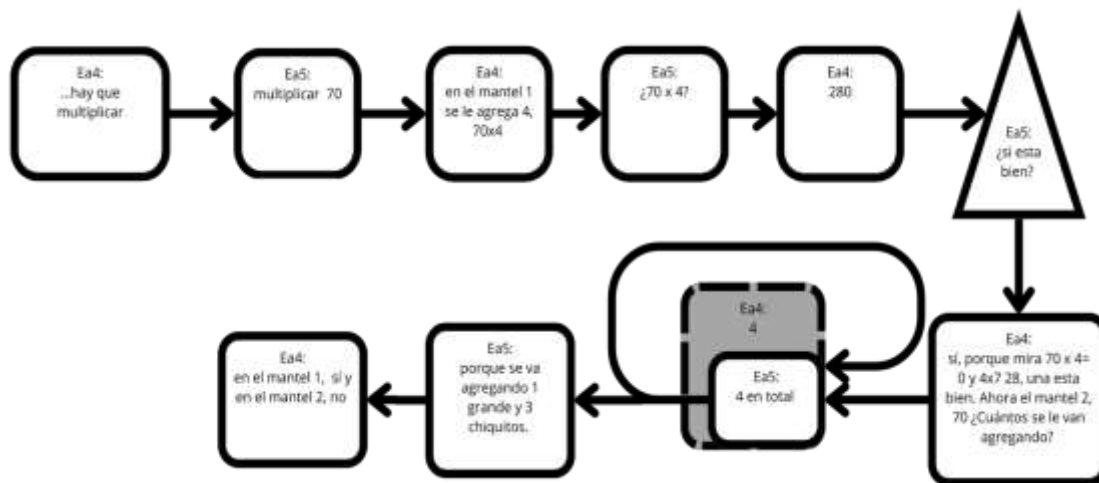 Ea4:
...hay que
multiplicar
Ea5:
multiplicar 70
Ea4:
en el mantel 1
se le agrega 4,
70x4
Ea5:
¿70 x 4?
Ea4:
280
Ea5:
¿si esta
bien?
Ea4:
sí, porque mira 70 x 4=
0 y 4x7 28, una esta
bien. Ahora el mantel 2,
70 ¿Cuántos se le van
agregando?
Ea4:
4
Ea5:
4 en total
Ea5:
porque se va
agregando 1
grande y 3
chiquitos.
Ea4:
en el mantel 1, sí y
en el mantel 2, no